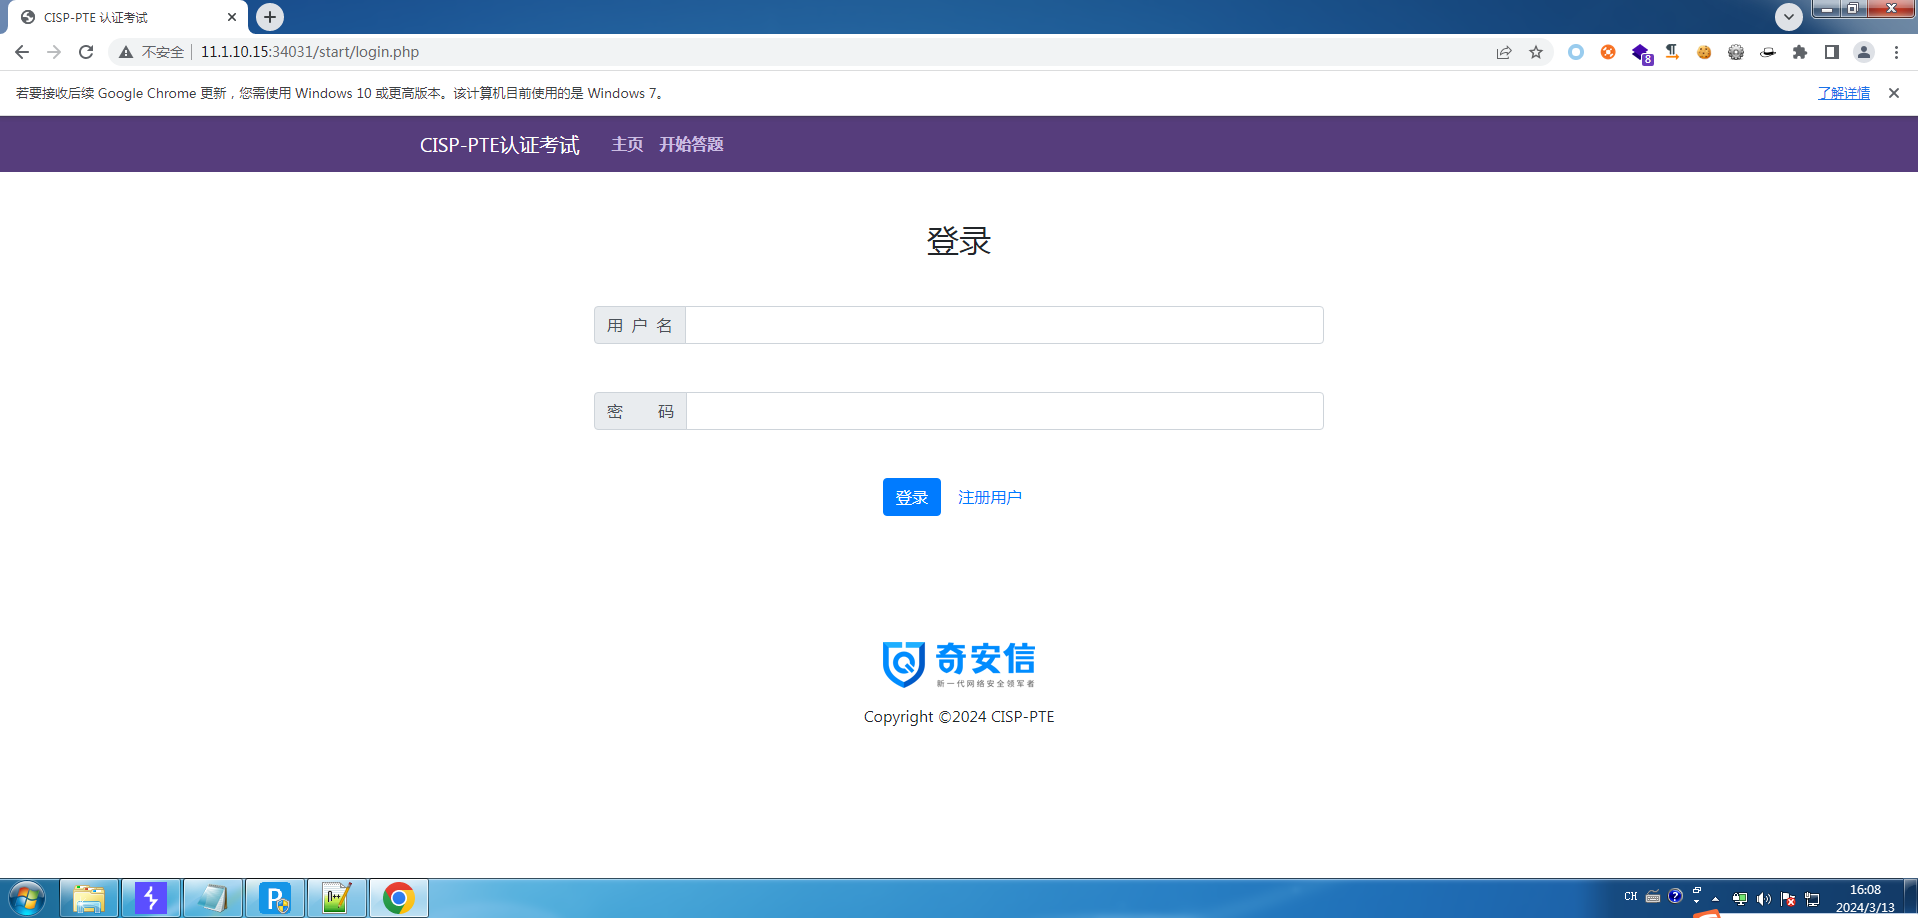 CISP-PTE 认证考试
不安全
11.1.10.15:34031/start/login.php
8
若要接收后续 Google Chrome 更新，您需使用 Windows 10 或更高版本。该计算机目前使用的是 Windows 7。
了解详情
CISP-PTE认证考试 主页 开始答题
登录
用 户 名
密 码
登录 注册用户
奇安信
新一代网络安全领军者
Copyright ©2024 CISP-PTE
CH
16:08
2024/3/13